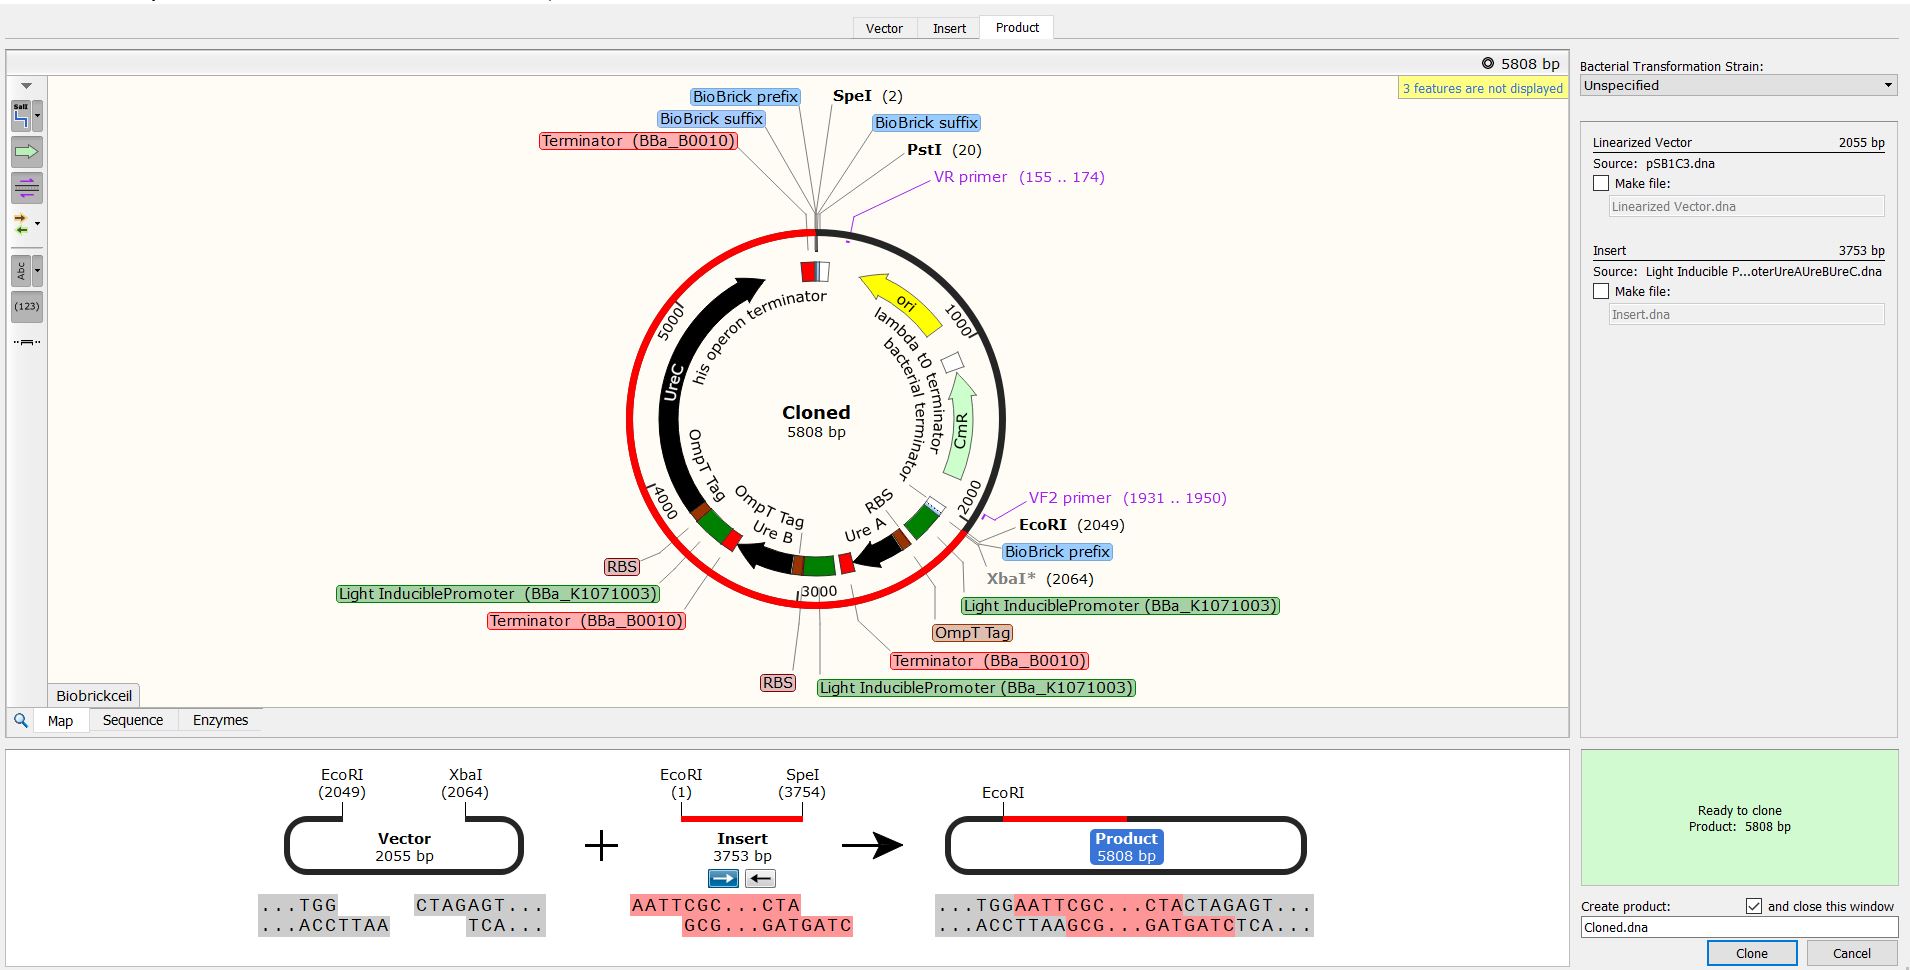 Vector Insert Product
5808 bp
3 features are not displayed
Bacterial Transformation Strain:
Unspecified
Linearized Vector 2055 bp
Source: pSB1C3.dna
Make file:
Linearized Vector.dna
Insert 3753 bp
Source: Light Inducible P...oterUreAUreBUreC.dna
Make file:
Insert.dna
SalI
Abc
(123)
BioBrick prefix
SpeI (2)
BioBrick suffix
BioBrick suffix
Terminator (BBa_B0010)
PstI (20)
VR primer (155 .. 174)
ori
1000
lambda t0 terminator
bacterial terminator
CmR
his operon terminator
5000
UreC
Cloned
5808 bp
OmpT Tag
4000
OmpT Tag
Ure B
RBS
Ure A
2000
VF2 primer (1931 .. 1950)
EcoRI (2049)
BioBrick prefix
XbaI* (2064)
RBS
Light InduciblePromoter (BBa_K1071003)
3000
Light InduciblePromoter (BBa_K1071003)
Terminator (BBa_B0010)
OmpT Tag
Terminator (BBa_B0010)
RBS
Light InduciblePromoter (BBa_K1071003)
Biobrickceil
Map Sequence Enzymes
EcoRI XbaI EcoRI SpeI EcoRI
(2049) (2064) (1) (3754)
Vector + Insert Product
2055 bp 3753 bp 5808 bp
...TGG CTAGAGT... AATTCGC...CTA ...TGGAATTCGC...CTACTAGAGT...
...ACCTTAA TCA... GCG...GATGATC ...ACCTTAAGCG...GATGATCTCA...
Ready to clone
Product: 5808 bp
Create product: and close this window
Cloned.dna
Clone Cancel